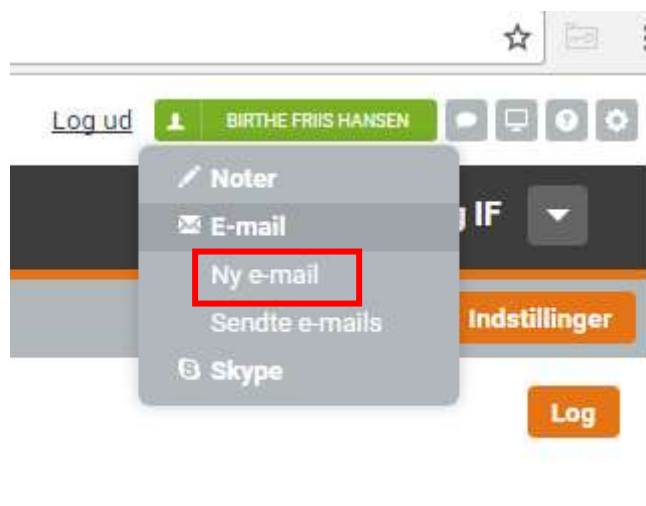 Log ud BIRTHE FRIIS HANSEN
Noter
E-mail IF
Ny e-mail
Sendte e-mails Indstillinger
Skype
Log